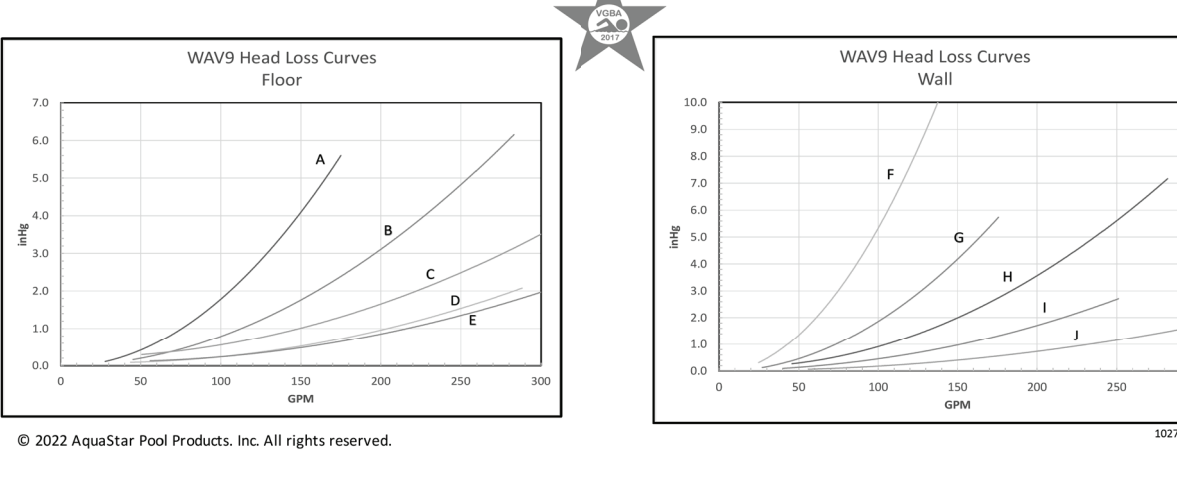 VGBA
2017
WAV9 Head Loss Curves
Floor
7.0
6.0
5.0
4.0
3.0
2.0
1.0
0.0
inHg
A
B
C
D
E
0 50 100 150 200 250 300
GPM
WAV9 Head Loss Curves
Wall
10.0
9.0
8.0
7.0
6.0
5.0
4.0
3.0
2.0
1.0
0.0
inHg
F
G
H
I
J
0 50 100 150 200 250
GPM
© 2022 AquaStar Pool Products. Inc. All rights reserved.
1027